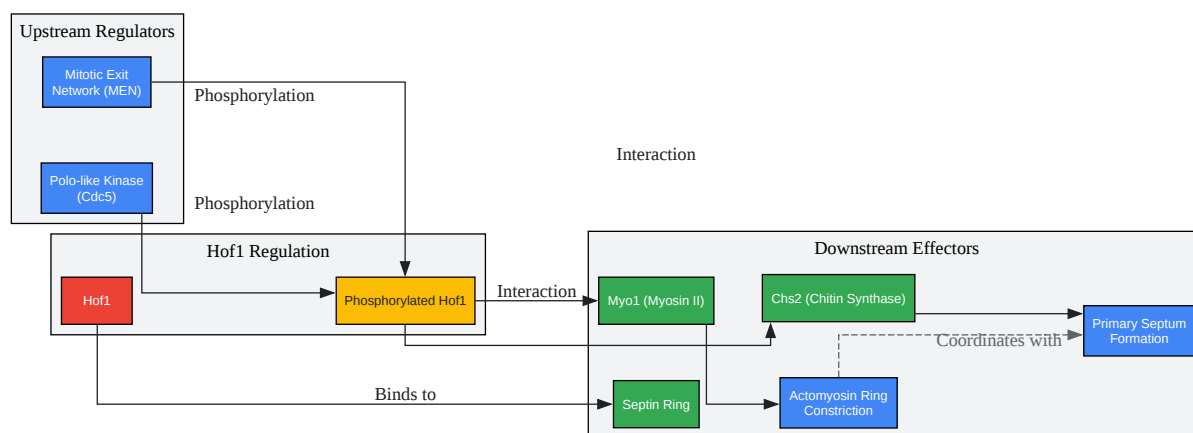 Upstream Regulators
Mitotic Exit
Network (MEN)
Phosphorylation
Interaction
Polo-like Kinase
(Cdc5)
Phosphorylation
Hof1 Regulation
Downstream Effectors
Hof1
Phosphorylated Hof1
Interaction
Myo1 (Myosin II)
Chs2 (Chitin Synthase)
Primary Septum
Formation
Coordinates with
Binds to
Septin Ring
Actomyosin Ring
Constriction